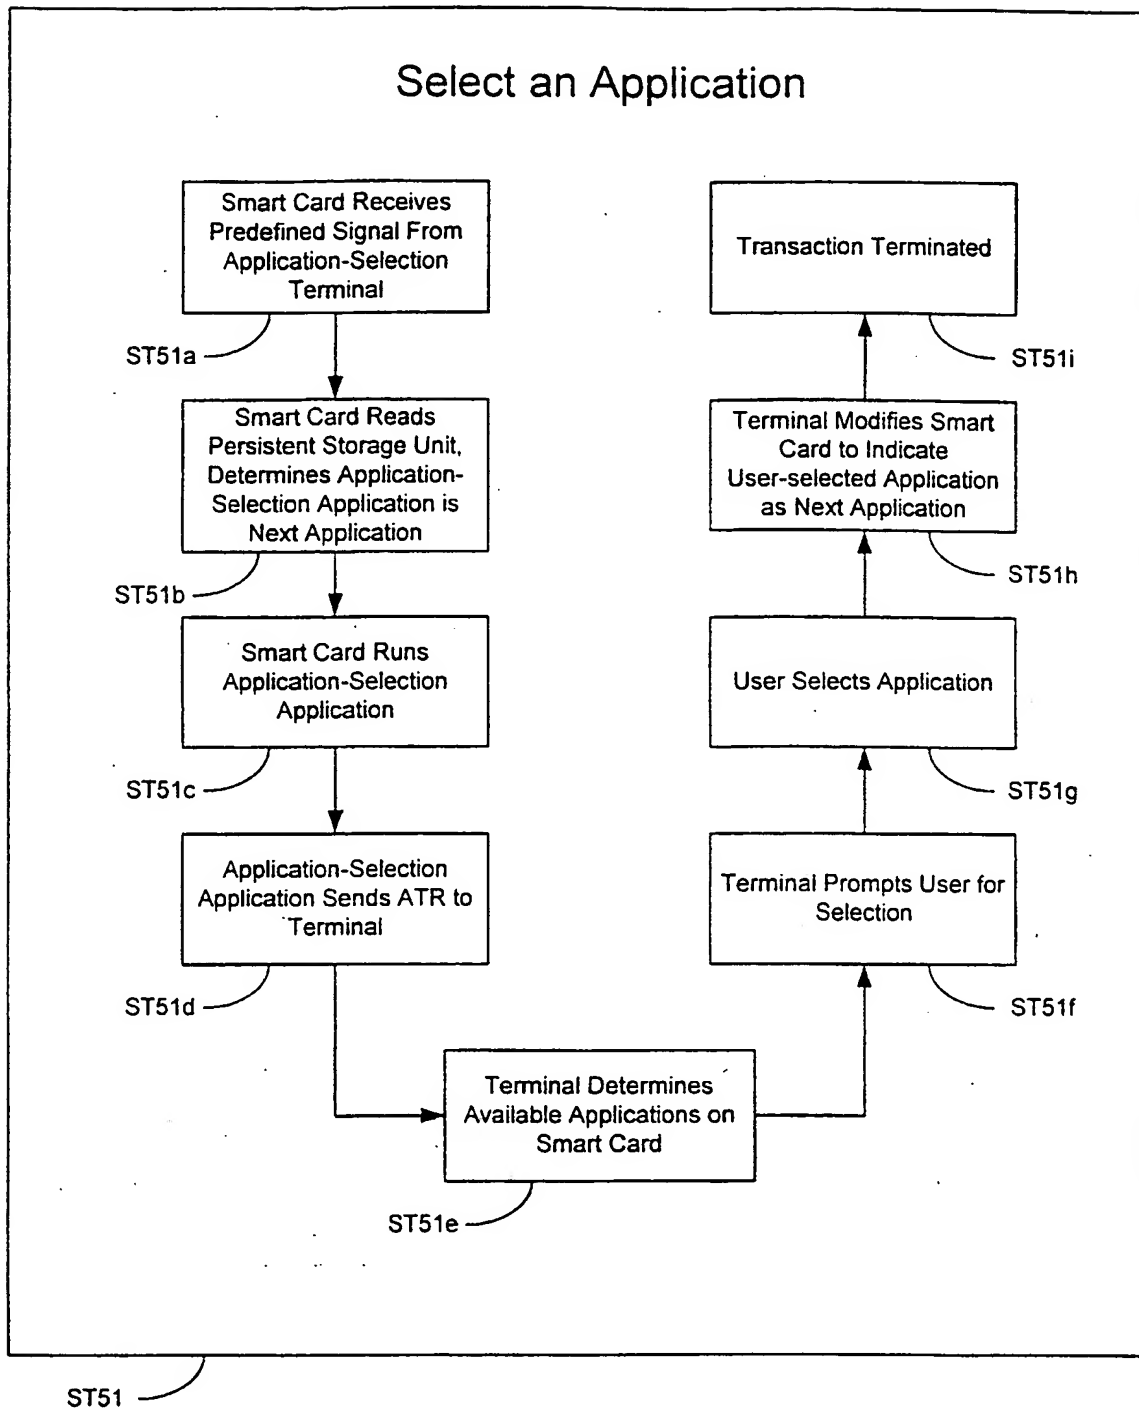 Select an Application
Smart Card Receives
Predefined Signal From
Application-Selection
Terminal
ST51a
Smart Card Reads
Persistent Storage Unit,
Determines Application-
Selection Application is
Next Application
ST51b
Smart Card Runs
Application-Selection
Application
ST51c
Application-Selection
Application Sends ATR to
Terminal
ST51d
Terminal Determines
Available Applications on
Smart Card
ST51e
Terminal Prompts User for
Selection
ST51f
User Selects Application
ST51g
Terminal Modifies Smart
Card to Indicate
User-selected Application
as Next Application
ST51h
Transaction Terminated
ST51i
ST51